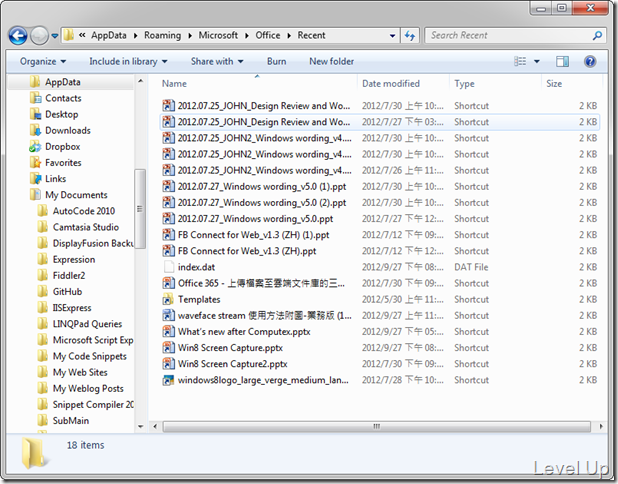 AppData Roaming Microsoft Office Recent Search Recent
Organize Include in library Share with Burn New folder
AppData
Contacts
Desktop
Downloads
Dropbox
Favorites
Links
My Documents
AutoCode 2010
Camtasia Studio
DisplayFusion Backu
Expression
Fiddler2
GitHub
IISExpress
LINQPad Queries
Microsoft Script Exp
My Code Snippets
My Web Sites
My Weblog Posts
Snippet Compiler 20
SubMain
Name Date modified Type Size
2012.07.25_JOHN_Design Review and Wo... 2012/7/30 上午 10:... Shortcut 2 KB
2012.07.25_JOHN_Design Review and Wo... 2012/7/27 下午 03:... Shortcut 2 KB
2012.07.25_JOHN2_Windows wording_v4.... 2012/7/30 上午 10:... Shortcut 2 KB
2012.07.25_JOHN2_Windows wording_v4.... 2012/7/30 上午 10:... Shortcut 2 KB
2012.07.25_JOHN2_Windows wording_v4.... 2012/7/26 上午 11:... Shortcut 2 KB
2012.07.27_Windows wording_v5.0 (1).ppt 2012/7/30 上午 10:... Shortcut 2 KB
2012.07.27_Windows wording_v5.0 (2).ppt 2012/7/30 上午 10:... Shortcut 2 KB
2012.07.27_Windows wording_v5.0.ppt 2012/7/27 下午 12:... Shortcut 2 KB
FB Connect for Web_v1.3 (ZH) (1).ppt 2012/7/12 下午 09:... Shortcut 2 KB
FB Connect for Web_v1.3 (ZH).ppt 2012/7/12 下午 12:... Shortcut 2 KB
index.dat 2012/9/27 下午 08:... DAT File 2 KB
Office 365 - 上傳檔案至雲端文件庫的三... 2012/7/30 下午 04:... Shortcut 2 KB
Templates 2012/5/30 上午 11:... Shortcut 2 KB
waveface stream 使用方法附圖-業務版 (1... 2012/9/27 上午 11:... Shortcut 2 KB
What's new after Computex.pptx 2012/9/27 下午 05:... Shortcut 2 KB
Win8 Screen Capture.pptx 2012/9/27 下午 08:... Shortcut 2 KB
Win8 Screen Capture2.pptx 2012/7/30 下午 09:... Shortcut 2 KB
windows8logo_large_verge_medium_lan... 2012/7/28 下午 10:... Shortcut 2 KB
18 items
Level Up